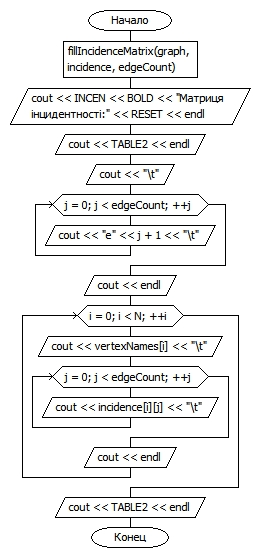 Начало
fillIncidenceMatrix(graph,
incidence, edgeCount)
cout << INCEN << BOLD << "Матриця
інцидентності:" << RESET << endl
cout << TABLE2 << endl
cout << "\t"
j = 0; j < edgeCount; ++j
cout << "e" << j + 1 << "\t"
cout << endl
i = 0; i < N; ++i
cout << vertexNames[i] << "\t"
j = 0; j < edgeCount; ++j
cout << incidence[i][j] << "\t"
cout << endl
cout << TABLE2 << endl
Конец